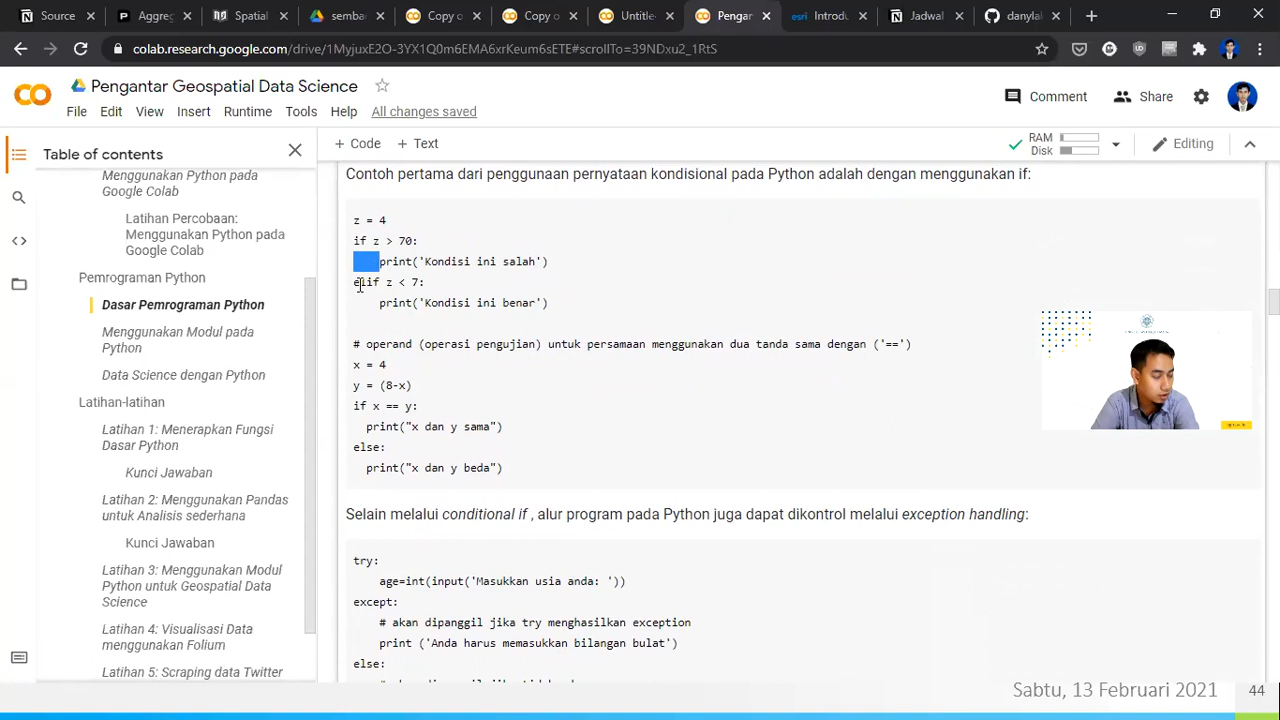 Source
Aggreg
Spatial
semba
Copy o
Copy o
Untitle
Pengan
Introdu
Jadwal
danylal
colab.research.google.com/drive/1MyjuxE2O-3YX1Q0m6EMA6xrKeum6sETE#scrollTo=39NDxu2_1RtS
Pengantar Geospatial Data Science
Comment
Share
File Edit View Insert Runtime Tools Help All changes saved
Table of contents
+ Code + Text
RAM
Disk
Editing
Menggunakan Python pada
Google Colab
Latihan Percobaan:
Menggunakan Python pada
Google Colab
Pemrograman Python
Dasar Pemrograman Python
Menggunakan Modul pada
Python
Data Science dengan Python
Latihan-latihan
Latihan 1: Menerapkan Fungsi
Dasar Python
Kunci Jawaban
Latihan 2: Menggunakan Pandas
untuk Analisis sederhana
Kunci Jawaban
Latihan 3: Menggunakan Modul
Python untuk Geospatial Data
Science
Latihan 4: Visualisasi Data
menggunakan Folium
Latihan 5: Scraping data Twitter
Contoh pertama dari penggunaan pernyataan kondisional pada Python adalah dengan menggunakan if:
z = 4
if z > 70:
print('Kondisi ini salah')
elif z < 7:
print('Kondisi ini benar')
# operand (operasi pengujian) untuk persamaan menggunakan dua tanda sama dengan ('==')
x = 4
y = (8-x)
if x == y:
print("x dan y sama")
else:
print("x dan y beda")
Selain melalui conditional if , alur program pada Python juga dapat dikontrol melalui exception handling:
try:
age=int(input('Masukkan usia anda: '))
except:
# akan dipanggil jika try menghasilkan exception
print ('Anda harus memasukkan bilangan bulat')
else:
Sabtu, 13 Februari 2021
44